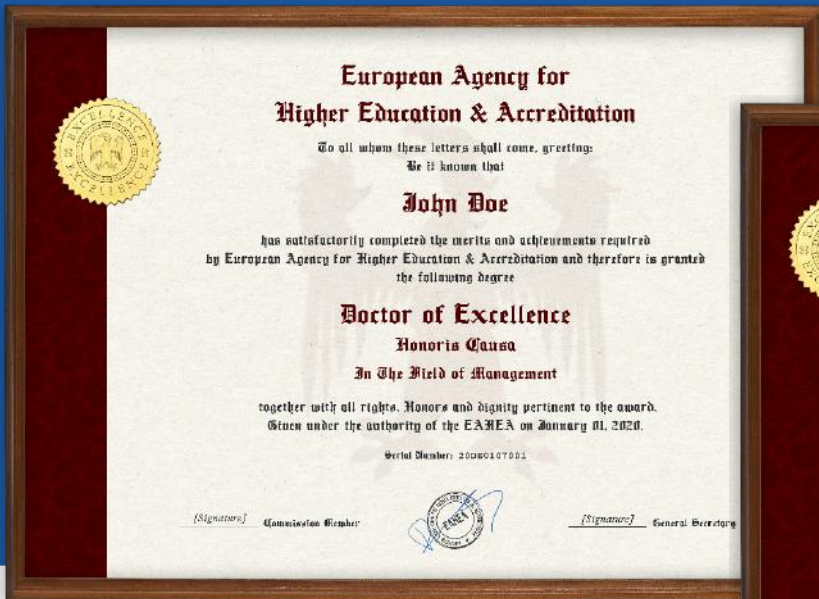 European Agency for
Higher Education & Accreditation
To all whom these letters shall come, greeting:
Be it known that
John Doe
has satisfactorily completed the merits and achievements required
by European Agency for Higher Education & Accreditation and therefore is granted
the following degree
Doctor of Excellence
Honoris Causa
In The Field of Management
together with all rights, Honors and dignity pertinent to the award.
Given under the authority of the EAHEA on January 01, 2020.
Serial Number: 20DE0107001
[Signature] Commission Member
[Signature] General Secretary
EXCELLENCE
EXCELLENCE
EAHEA